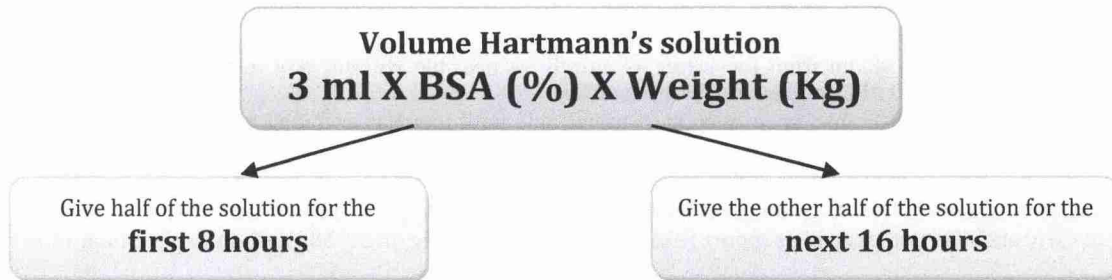 Volume Hartmann's solution
3 ml X BSA (%) X Weight (Kg)
Give half of the solution for the
first 8 hours
Give the other half of the solution for the
next 16 hours